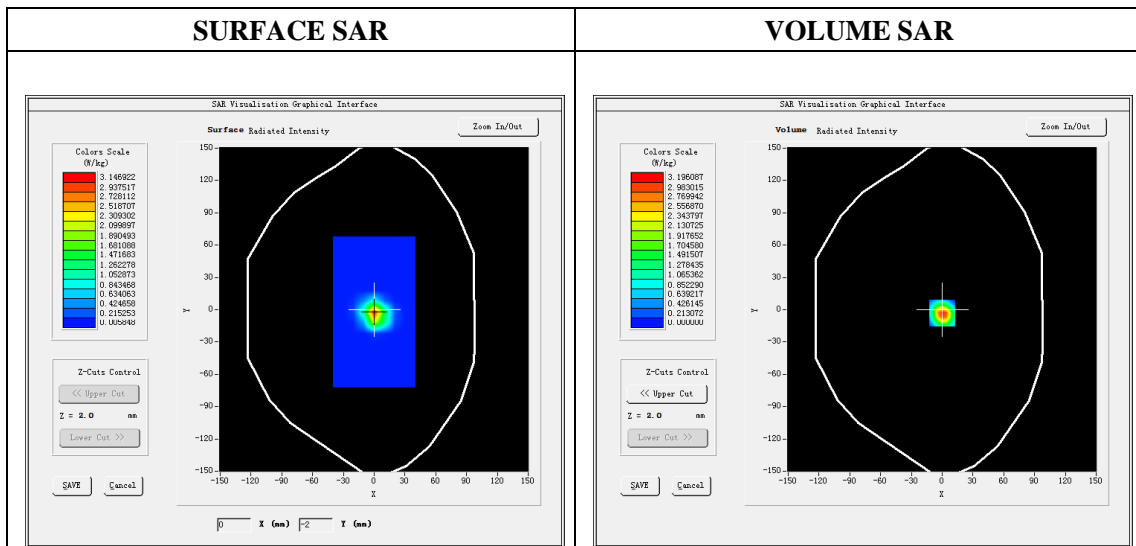 SURFACE SAR
VOLUME SAR
SAR Visualisation Graphical Interface
Surface Radiated Intensity
Zoom In/Out
Colors Scale
(W/kg)
3.146922
2.937517
2.728112
2.518707
2.309302
2.099897
1.890493
1.681088
1.471683
1.262278
1.052873
0.843468
0.634063
0.424658
0.215253
0.005848
150
120
90
60
30
0
-30
-60
-90
-120
-150
Y
-150 -120 -90 -60 -30 0 30 60 90 120 150
X
Z-Cuts Control
<< Upper Cut
Z = 2.0 mm
Lower Cut >>
SAVE Cancel
0 X (mm) -2 Y (mm)
SAR Visualisation Graphical Interface
Volume Radiated Intensity
Zoom In/Out
Colors Scale
(W/kg)
3.196087
2.983015
2.769942
2.556870
2.343797
2.130725
1.917652
1.704580
1.491507
1.278435
1.065362
0.852290
0.639217
0.426145
0.213072
0.000000
150
120
90
60
30
0
-30
-60
-90
-120
-150
Y
-150 -120 -90 -60 -30 0 30 60 90 120 150
X
Z-Cuts Control
<< Upper Cut
Z = 2.0 mm
Lower Cut >>
SAVE Cancel